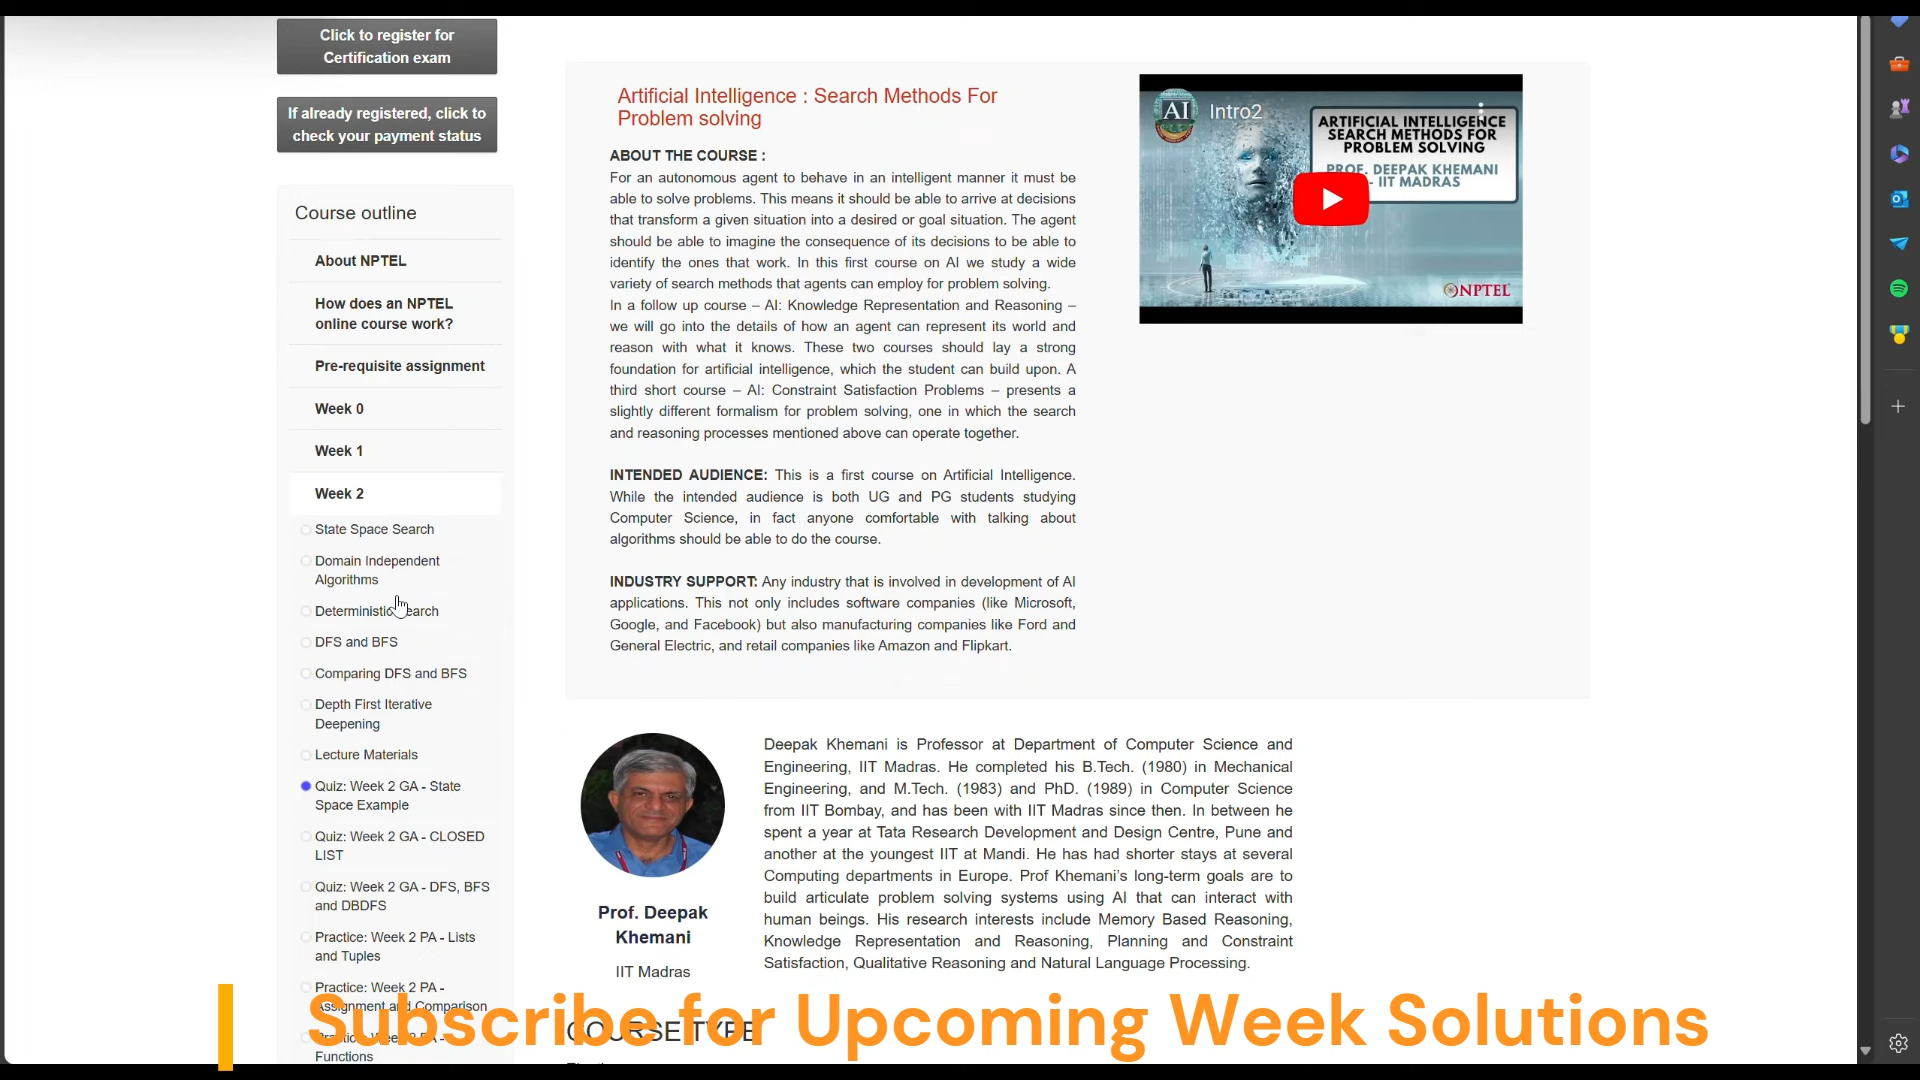 Click to register for
Certification exam
If already registered, click to
check your payment status
Course outline
About NPTEL
How does an NPTEL
online course work?
Pre-requisite assignment
Week 0
Week 1
Week 2
State Space Search
Domain Independent
Algorithms
Deterministic Search
DFS and BFS
Comparing DFS and BFS
Depth First Iterative
Deepening
Lecture Materials
Quiz: Week 2 GA - State
Space Example
Quiz: Week 2 GA - CLOSED
LIST
Quiz: Week 2 GA - DFS, BFS
and DBDFS
Practice: Week 2 PA - Lists
and Tuples
Practice: Week 2 PA -
Assignment and Comparison
Practice: Week 2 PA -
Functions
Artificial Intelligence : Search Methods For
Problem solving
ABOUT THE COURSE :
For an autonomous agent to behave in an intelligent manner it must be
able to solve problems. This means it should be able to arrive at decisions
that transform a given situation into a desired or goal situation. The agent
should be able to imagine the consequence of its decisions to be able to
identify the ones that work. In this first course on AI we study a wide
variety of search methods that agents can employ for problem solving.
In a follow up course – AI: Knowledge Representation and Reasoning –
we will go into the details of how an agent can represent its world and
reason with what it knows. These two courses should lay a strong
foundation for artificial intelligence, which the student can build upon. A
third short course – AI: Constraint Satisfaction Problems – presents a
slightly different formalism for problem solving, one in which the search
and reasoning processes mentioned above can operate together.
INTENDED AUDIENCE: This is a first course on Artificial Intelligence.
While the intended audience is both UG and PG students studying
Computer Science, in fact anyone comfortable with talking about
algorithms should be able to do the course.
INDUSTRY SUPPORT: Any industry that is involved in development of AI
applications. This not only includes software companies (like Microsoft,
Google, and Facebook) but also manufacturing companies like Ford and
General Electric, and retail companies like Amazon and Flipkart.
AI
Intro2
ARTIFICIAL INTELLIGENCE
SEARCH METHODS FOR
PROBLEM SOLVING
PROF. DEEPAK KHEMANI
- IIT MADRAS
NPTEL
Prof. Deepak
Khemani
IIT Madras
Deepak Khemani is Professor at Department of Computer Science and
Engineering, IIT Madras. He completed his B.Tech. (1980) in Mechanical
Engineering, and M.Tech. (1983) and PhD. (1989) in Computer Science
from IIT Bombay, and has been with IIT Madras since then. In between he
spent a year at Tata Research Development and Design Centre, Pune and
another at the youngest IIT at Mandi. He has had shorter stays at several
Computing departments in Europe. Prof Khemani's long-term goals are to
build articulate problem solving systems using AI that can interact with
human beings. His research interests include Memory Based Reasoning,
Knowledge Representation and Reasoning, Planning and Constraint
Satisfaction, Qualitative Reasoning and Natural Language Processing.
COURSE TYPE
Subscribe for Upcoming Week Solutions